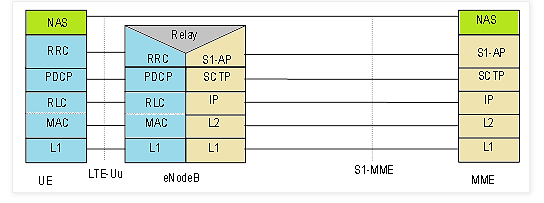 NAS NAS
Relay
RRC RRC S1-AP S1-AP
PDCP PDCP SCTP SCTP
RLC RLC IP IP
MAC MAC L2 L2
L1 L1 L1 L1
UE LTE-Uu eNodeB S1-MME MME